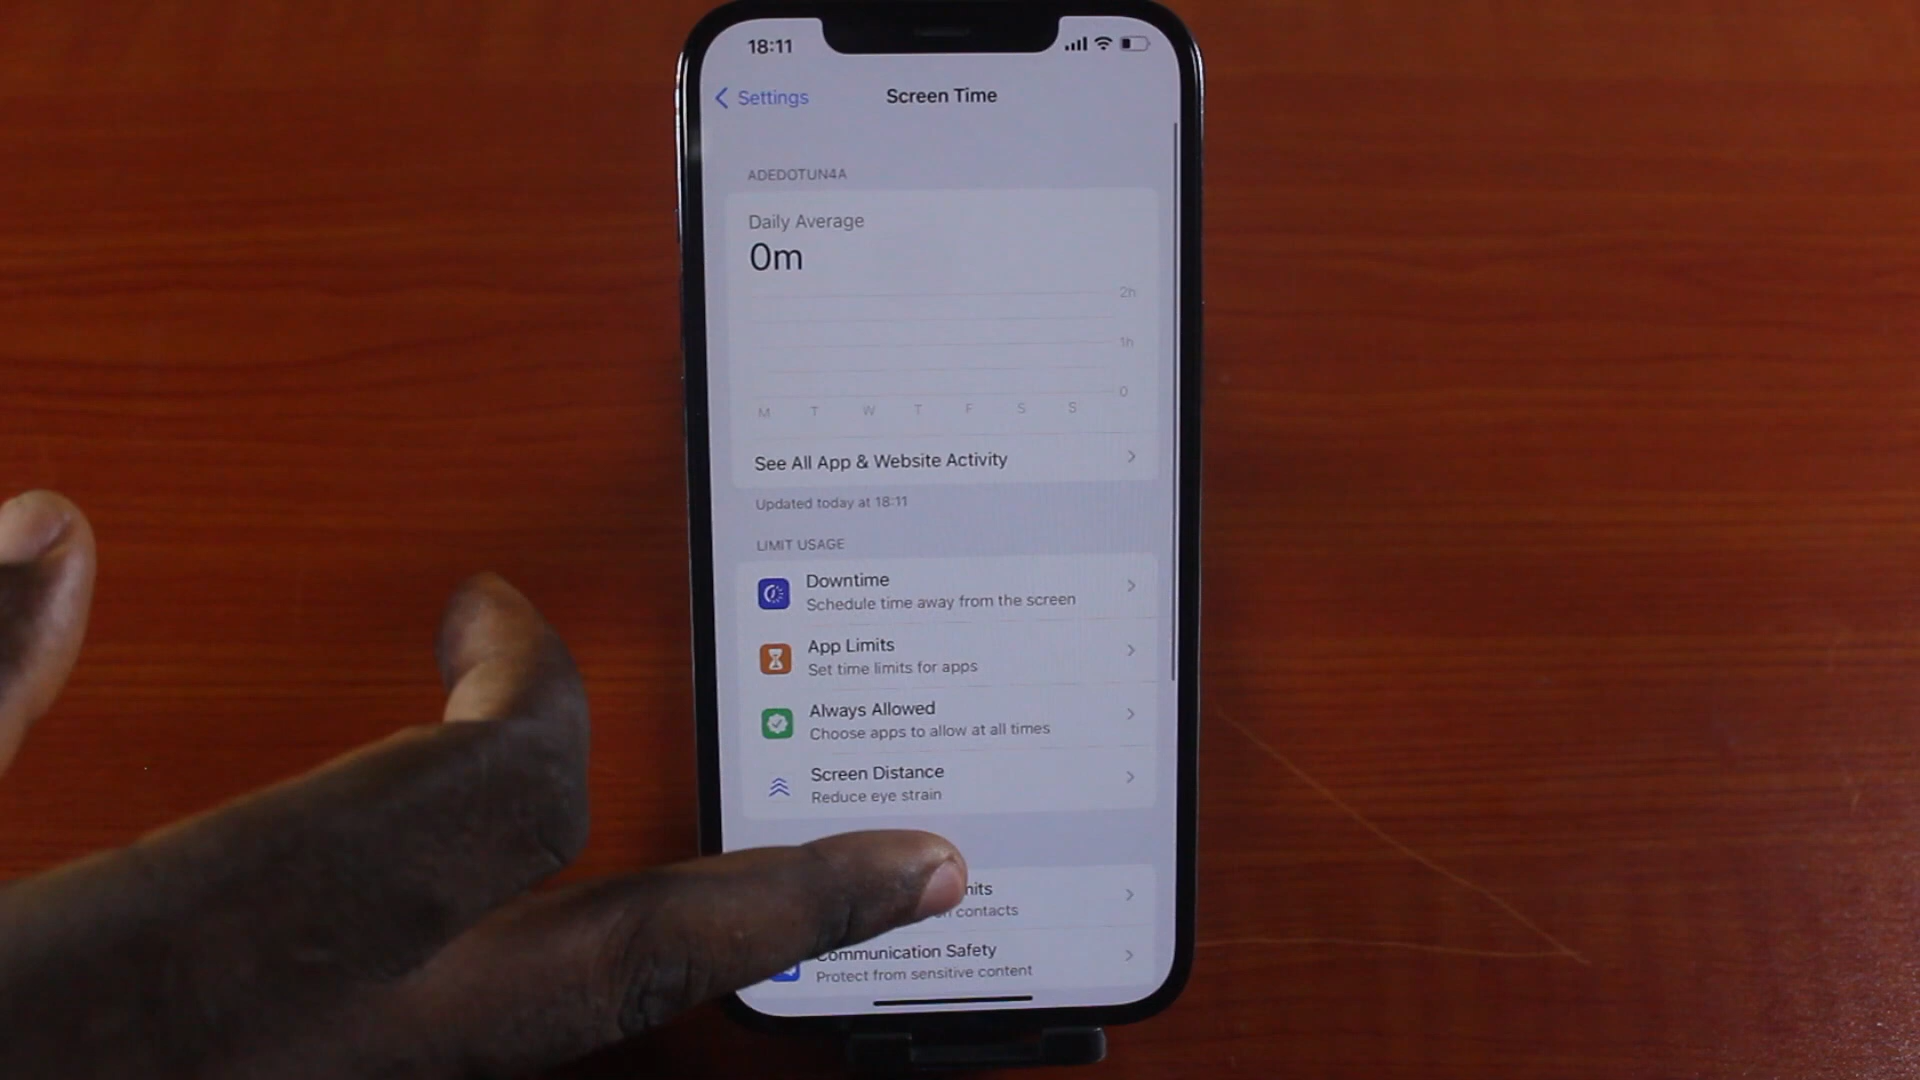 18:11
Settings
Screen Time
ADEDOTUN4A
Daily Average
0m
2h
1h
0
M T W T F S S
See All App & Website Activity
Updated today at 18:11
LIMIT USAGE
Downtime
Schedule time away from the screen
App Limits
Set time limits for apps
Always Allowed
Choose apps to allow at all times
Screen Distance
Reduce eye strain
contacts
Communication Safety
Protect from sensitive content